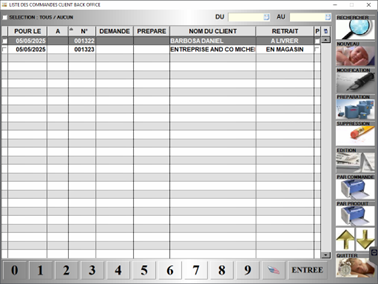 LISTE DES COMMANDES CLIENT BACK OFFICE
SELECTION : TOUS / AUCUN DU AU
POUR LE A N° DEMANDE PREPARE NOM DU CLIENT RETRAIT P
05/05/2025 001322 BARBOSA DANIEL A LIVRER
05/05/2025 001323 ENTREPRISE AND CO MICHEL EN MAGASIN
RECHERCHER
NOUVEAU
MODIFICATION
PREPARATION
SUPPRESSION
EDITION
PAR COMMANDE
PAR PRODUIT
QUITTER
0 1 2 3 4 5 6 7 8 9 ENTREE